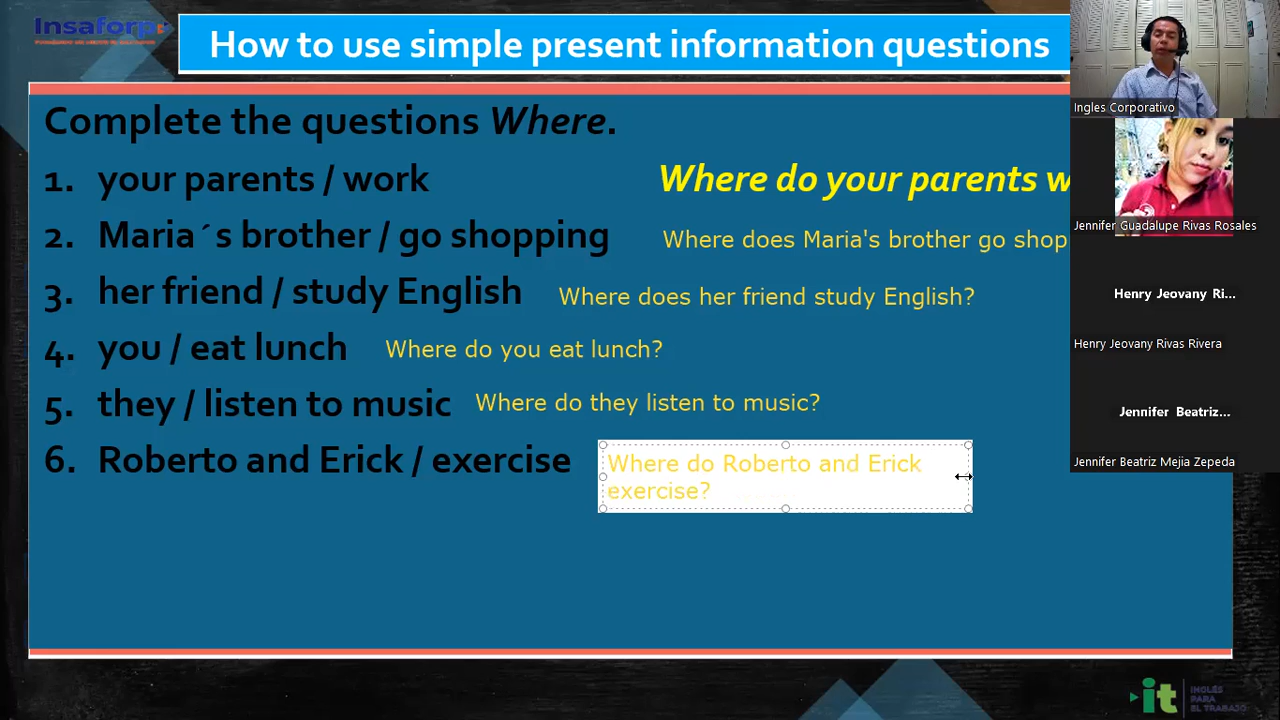 Insaforp
How to use simple present information questions
Ingles Corporativo
Complete the questions Where.
1. your parents / work Where do your parents w
Jennifer Guadalupe Rivas Rosales
2. Maria´s brother / go shopping Where does Maria's brother go shop
3. her friend / study English Where does her friend study English?
Henry Jeovany Ri...
Henry Jeovany Rivas Rivera
4. you / eat lunch Where do you eat lunch?
5. they / listen to music Where do they listen to music?
Jennifer Beatriz...
6. Roberto and Erick / exercise Where do Roberto and Erick
exercise?
Jennifer Beatriz Mejia Zepeda
it INGLÉS
PARA
EL TRABAJO